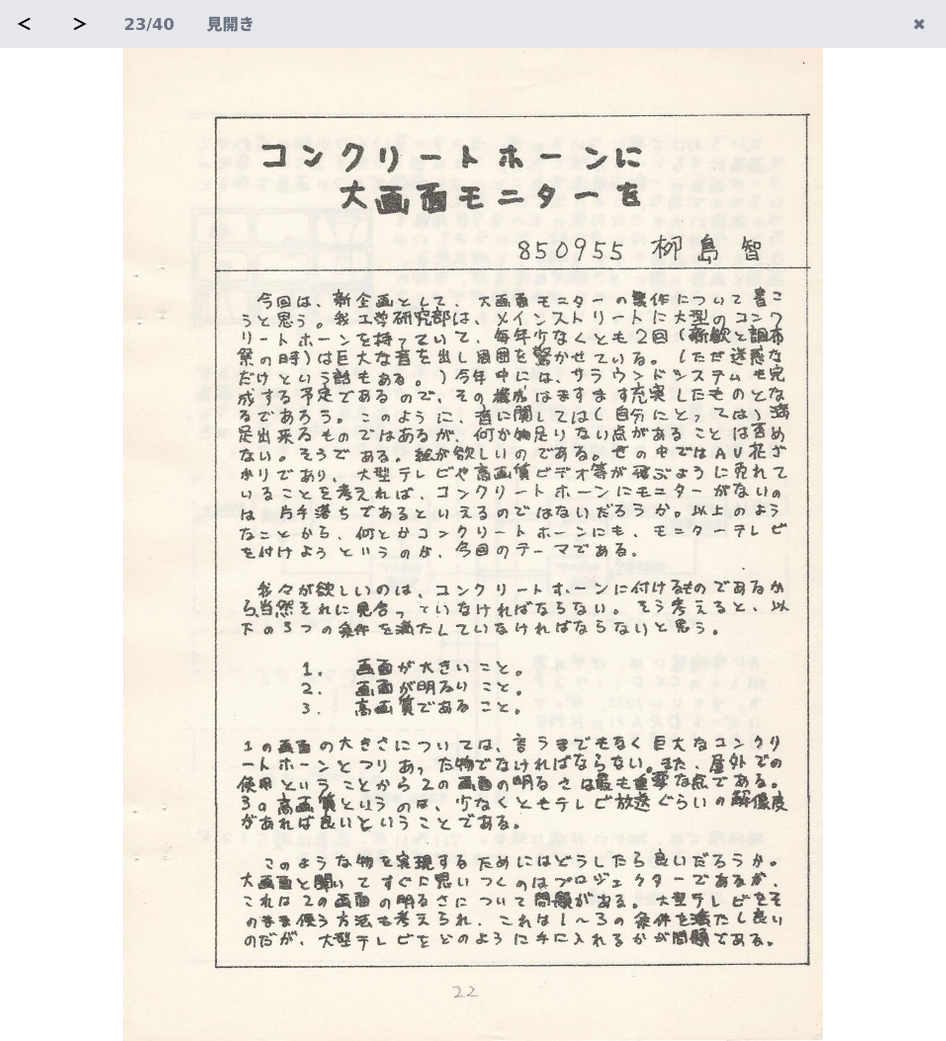 < > 23/40 見開き ✖
コンクリートホーンに
大画面モニターを
850955 柳島 智
今回は、新企画として、大画面モニターの製作について書こ
うと思う。我工学研究部は、メインストリートに大型のコンク
リートホーンを持っていて、毎年少なくとも2回(新歓と調布
祭の時)は巨大な音を出し周囲を驚かせている。(ただ迷惑な
だけという話もある。)今年中には、サラウンドシステムも完
成する予定であるので、その機能はますます充実したものとな
るであろう。このように、音に関しては(自分にとっては)満
足出来るものではあるが、何か物足りない点があることは否め
ない。そうである。絵が欲しいのである。世の中ではAV花ざ
かりであり、大型テレビや高画質ビデオ等が飛ぶように売れて
いることを考えれば、コンクリートホーンにモニターがないの
は、片手落ちであるといえるのではないだろうか。以上のよう
なことから、何とかコンクリートホーンにも、モニターテレビ
を付けようというのが、今回のテーマである。
我々が欲しいのは、コンクリートホーンに付けるものであるか
ら当然それに見合っていなければならない。そう考えると、以
下の3つの条件を満たしていなければならないと思う。
1. 画面が大きいこと。
2. 画面が明るいこと。
3. 高画質であること。
1の画面の大きさについては、言うまでもなく巨大なコンクリ
ートホーンとつりあった物でなければならない。また、屋外での
使用ということから2の画面の明るさは最も重要な点である。
3の高画質というのは、少なくともテレビ放送ぐらいの解像度
があれば良いということである。
このような物を実現するためにはどうしたら良いだろうか。
大画面と聞いてすぐに思いつくのはプロジェクターであるが、
これは2の画面の明るさについて問題がある。大型テレビをそ
のまま使う方法も考えられ、これは1~3の条件を満たし良い
のだが、大型テレビをどのように手に入れるかが問題である。
22